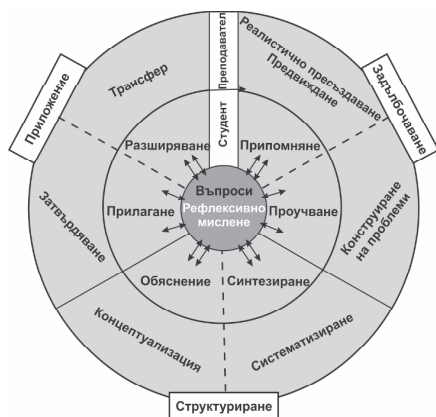 Преподавател
Студент
Реалистично пресъздаване
Предвиждане
Задълбочаване
Конструиране
на проблеми
Систематизиране
Структуриране
Концептуализация
Затвърдяване
Приложение
Трансфер
Разширяване
Припомняне
Прилагане
Проучване
Обяснение
Синтезиране
Въпроси
Рефлексивно
мислене